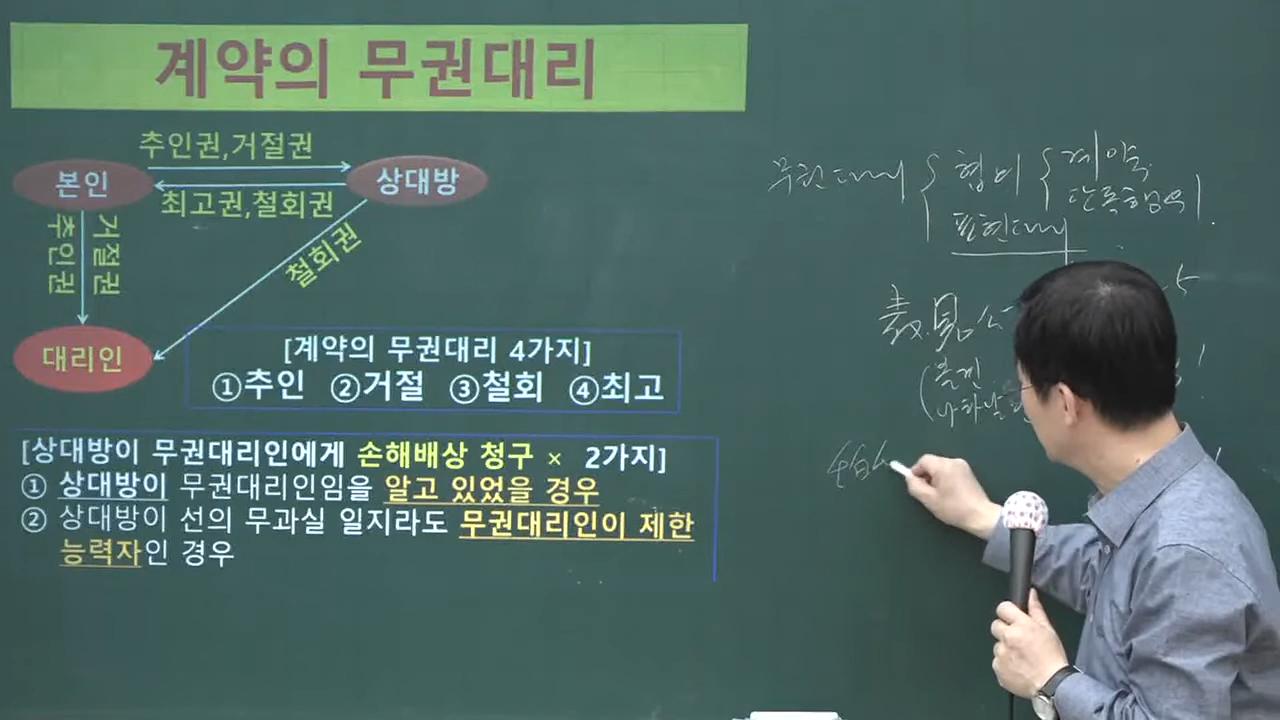 계약의 무권대리
추인권,거절권
본인
상대방
최고권,철회권
추인권
거절권
철회권
대리인
[계약의 무권대리 4가지]
①추인 ②거절 ③철회 ④최고
[상대방이 무권대리인에게 손해배상 청구 × 2가지]
① 상대방이 무권대리인임을 알고 있었을 경우
② 상대방이 선의 무과실 일지라도 무권대리인이 제한
능력자인 경우
무권대리
협의
계약
단독행위
표현대리
表見